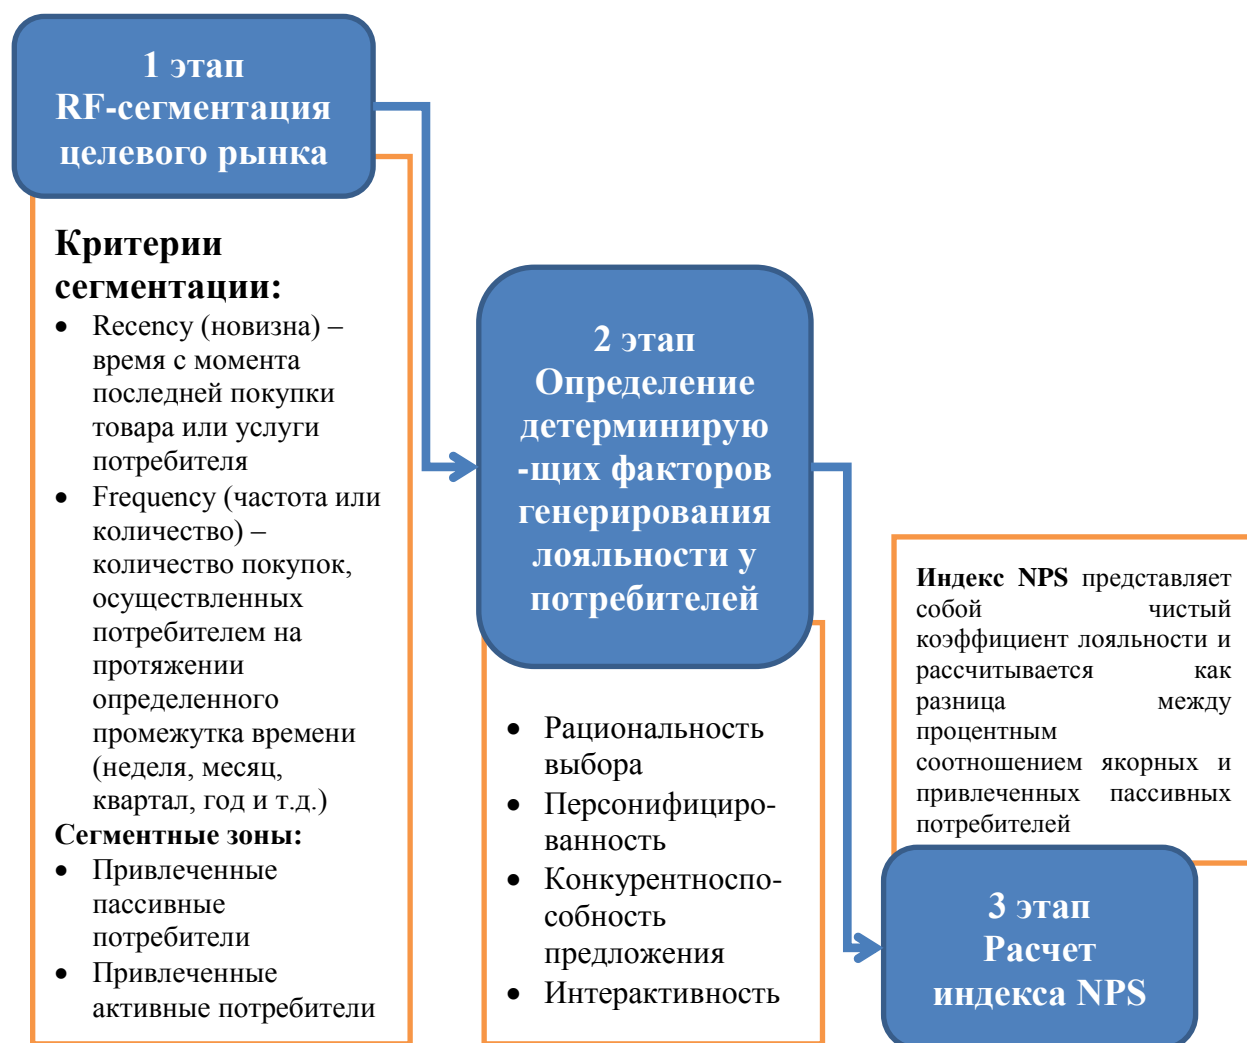 1 этап
RF-сегментация
целевого рынка
Критерии
сегментации:
• Recency (новизна) –
время с момента
последней покупки
товара или услуги
потребителя
• Frequency (частота или
количество) –
количество покупок,
осуществленных
потребителем на
протяжении
определенного
промежутка времени
(неделя, месяц,
квартал, год и т.д.)
Сегментные зоны:
• Привлеченные
пассивные
потребители
• Привлеченные
активные потребители
2 этап
Определение
детерминирую
-щих факторов
генерирования
лояльности у
потребителей
• Рациональность
выбора
• Персонифициро-
ванность
• Конкурентноспо-
собность
предложения
• Интерактивность
Индекс NPS представляет
собой чистый
коэффициент лояльности и
рассчитывается как
разница между
процентным
соотношением якорных и
привлеченных пассивных
потребителей
3 этап
Расчет
индекса NPS